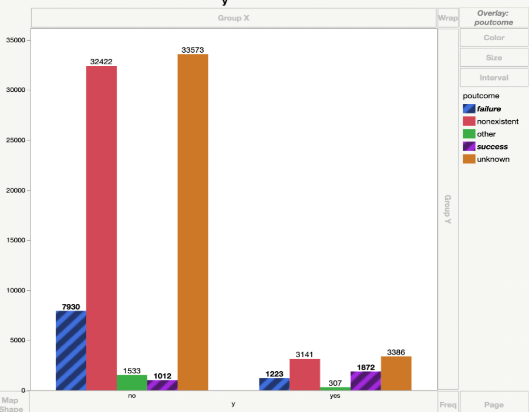 y
Group X
Wrap
Overlay:
poutcome
Color
Size
Interval
poutcome
failure
nonexistent
other
success
unknown
Group Y
35000
30000
25000
20000
15000
10000
5000
0
7930
32422
1533
1012
33573
1223
3141
307
1872
3386
no
yes
y
Map
Shape
Freq
Page